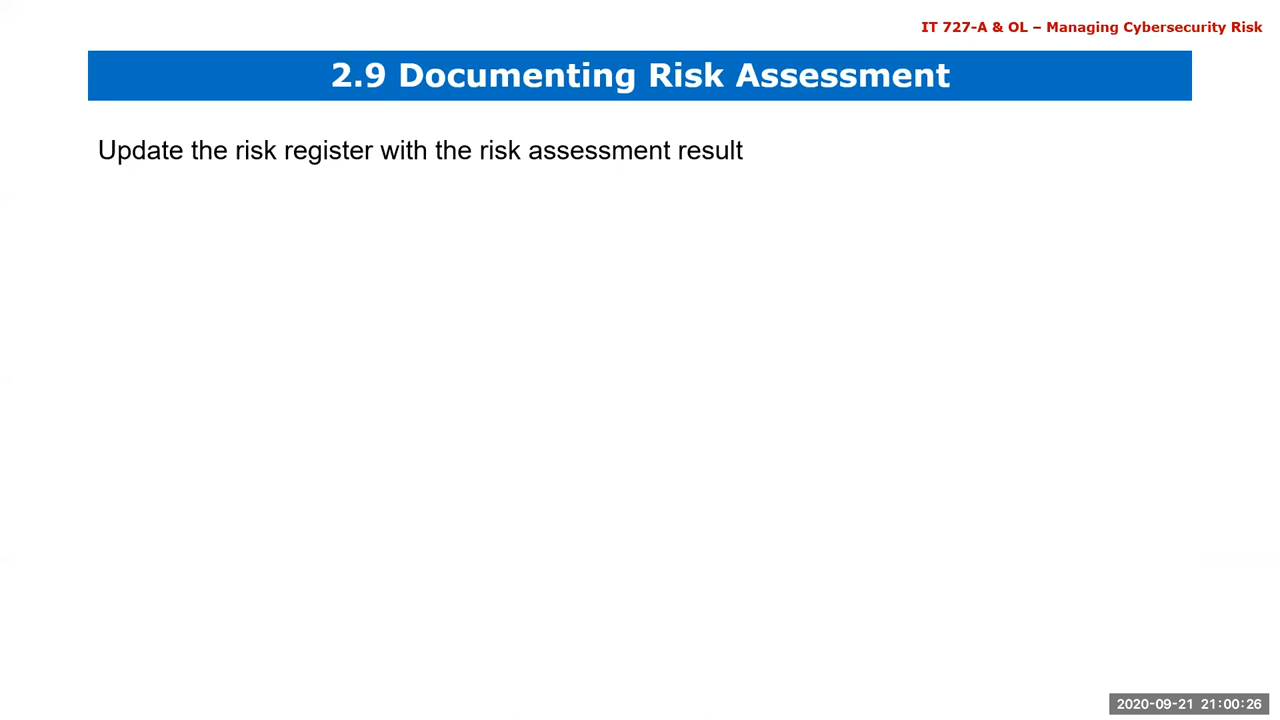 IT 727-A & OL – Managing Cybersecurity Risk
2.9 Documenting Risk Assessment
Update the risk register with the risk assessment result
2020-09-21 21:00:26